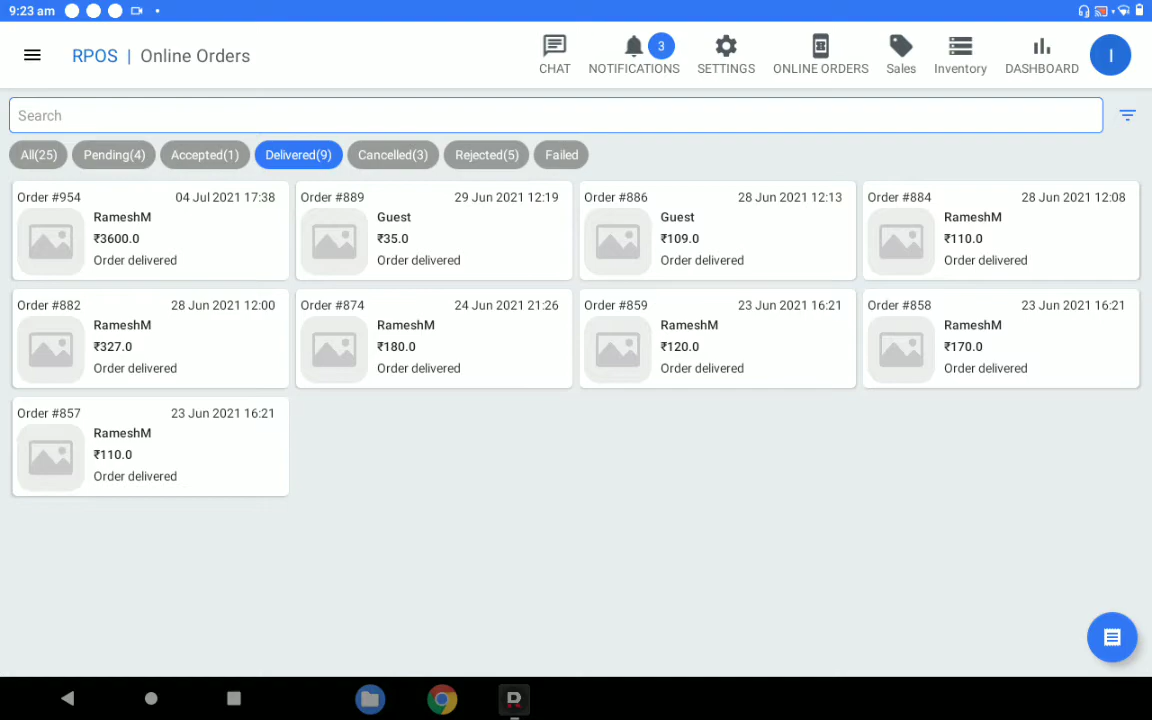 9:23 am
RPOS | Online Orders
CHAT
NOTIFICATIONS
3
SETTINGS
ONLINE ORDERS
Sales
Inventory
DASHBOARD
I
Search
All(25)
Pending(4)
Accepted(1)
Delivered(9)
Cancelled(3)
Rejected(5)
Failed
Order #954 04 Jul 2021 17:38
RameshM
₹3600.0
Order delivered
Order #889 29 Jun 2021 12:19
Guest
₹35.0
Order delivered
Order #886 28 Jun 2021 12:13
Guest
₹109.0
Order delivered
Order #884 28 Jun 2021 12:08
RameshM
₹110.0
Order delivered
Order #882 28 Jun 2021 12:00
RameshM
₹327.0
Order delivered
Order #874 24 Jun 2021 21:26
RameshM
₹180.0
Order delivered
Order #859 23 Jun 2021 16:21
RameshM
₹120.0
Order delivered
Order #858 23 Jun 2021 16:21
RameshM
₹170.0
Order delivered
Order #857 23 Jun 2021 16:21
RameshM
₹110.0
Order delivered